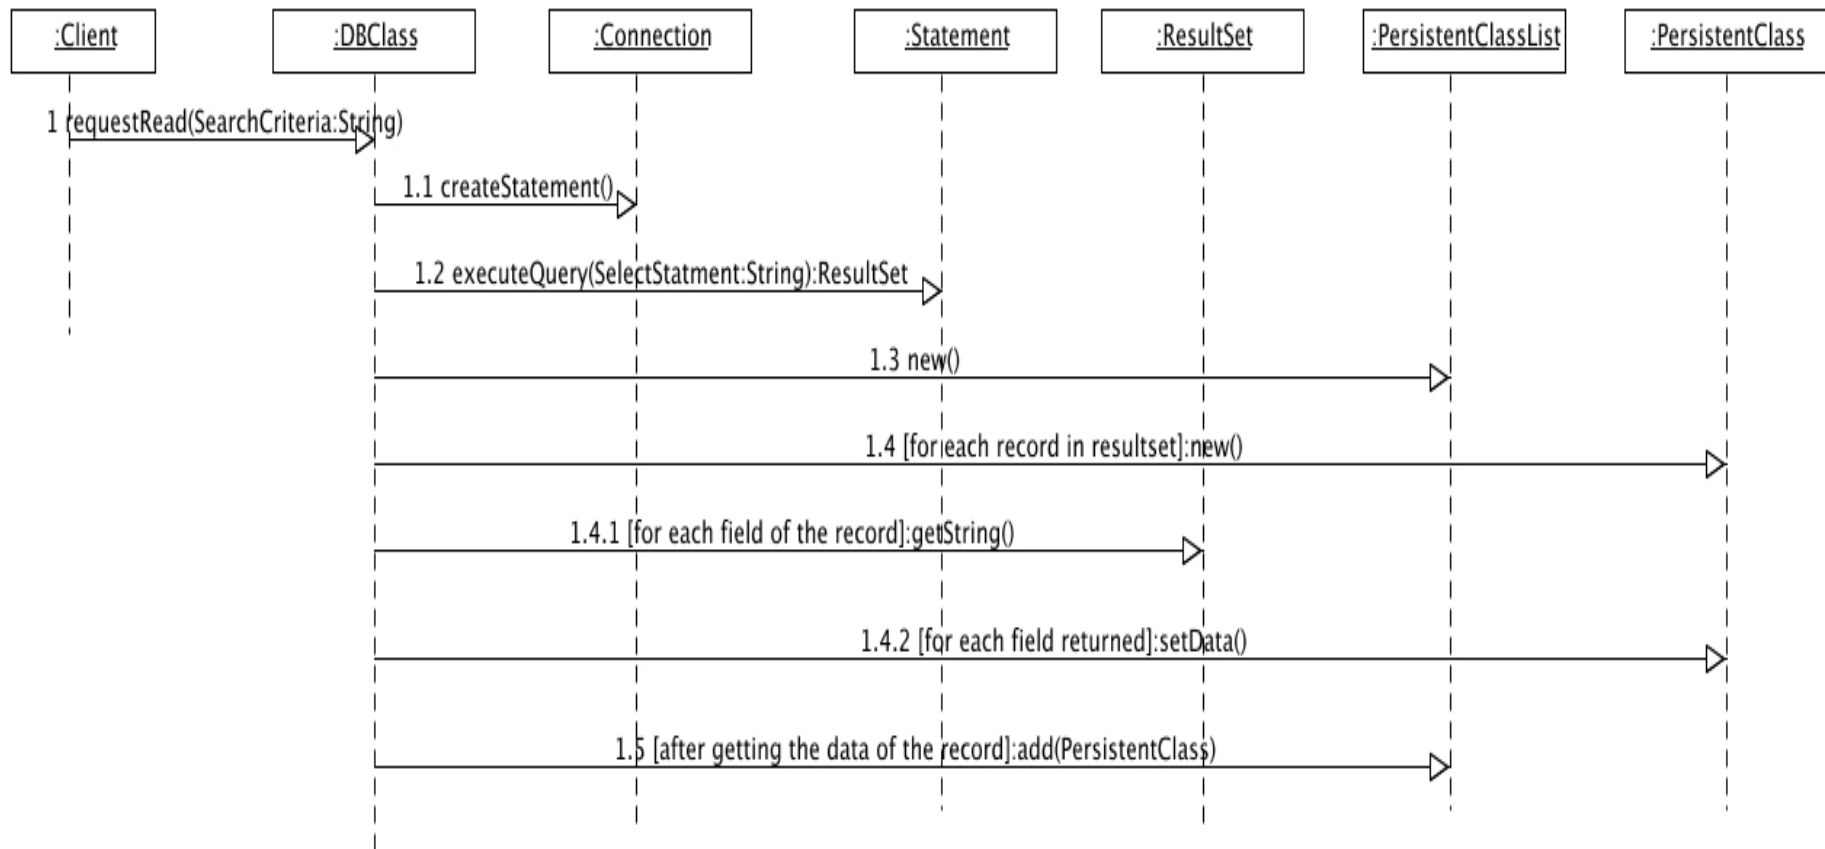 :Client
:DBClass
:Connection
:Statement
:ResultSet
:PersistentClassList
:PersistentClass
1 requestRead(SearchCriteria:String)
1.1 createStatement()
1.2 executeQuery(SelectStatment:String):ResultSet
1.3 new()
1.4 [for each record in resultset]:new()
1.4.1 [for each field of the record]:getString()
1.4.2 [for each field returned]:setData()
1.5 [after getting the data of the record]:add(PersistentClass)